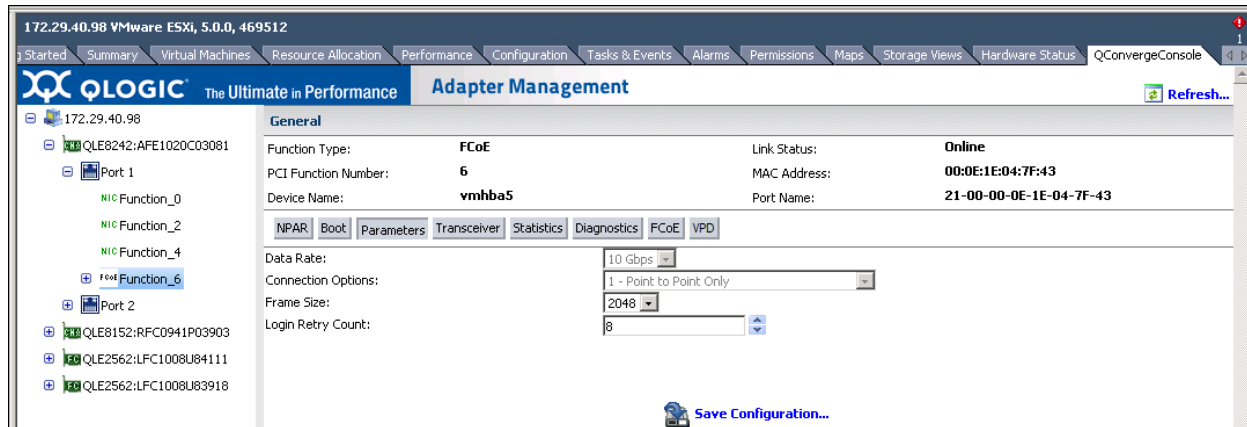 172.29.40.98 VMware ESXi, 5.0.0, 469512
1
g Started Summary Virtual Machines Resource Allocation Performance Configuration Tasks & Events Alarms Permissions Maps Storage Views Hardware Status QConvergeConsole
QLOGIC The Ultimate in Performance Adapter Management
Refresh...
172.29.40.98
QLE8242:AFE1020C03081
Port 1
NIC Function_0
NIC Function_2
NIC Function_4
FCoE Function_6
Port 2
QLE8152:RFC0941P03903
FC QLE2562:LFC1008U84111
FC QLE2562:LFC1008U83918
General
Function Type: FCoE Link Status: Online
PCI Function Number: 6 MAC Address: 00:0E:1E:04:7F:43
Device Name: vmhba5 Port Name: 21-00-00-0E-1E-04-7F-43
NPAR Boot Parameters Transceiver Statistics Diagnostics FCoE VPD
Data Rate: 10 Gbps
Connection Options: 1 - Point to Point Only
Frame Size: 2048
Login Retry Count: 8
Save Configuration...